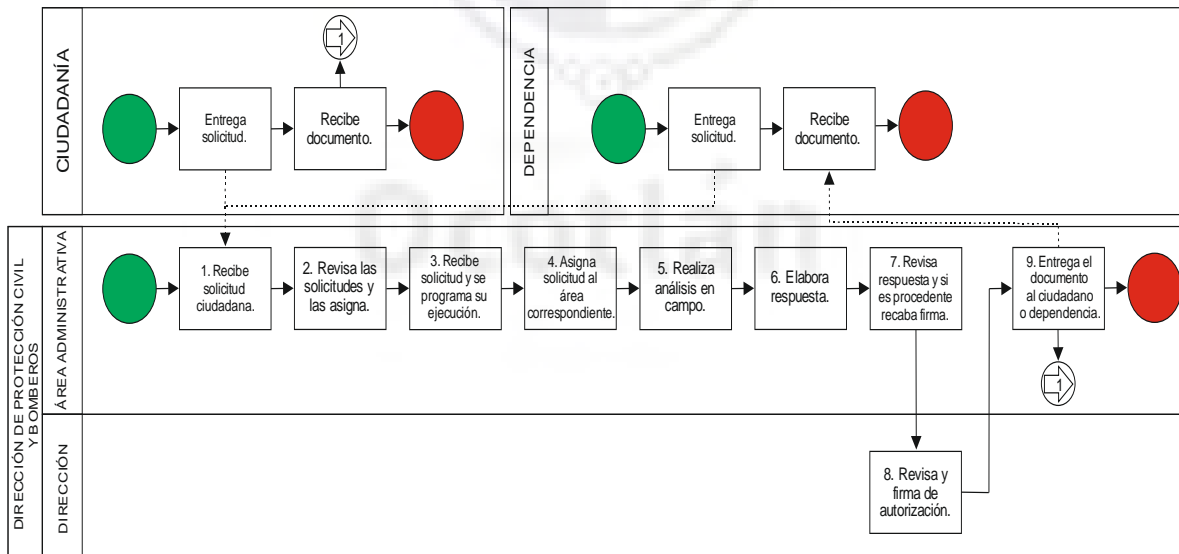 CIUDADANÍA
1
Entrega
solicitud.
Recibe
documento.
DEPENDENCIA
Entrega
solicitud.
Recibe
documento.
Ocotlán
DIRECCIÓN DE PROTECCIÓN CIVIL
Y BOMBEROS
ÁREA ADMINISTRATIVA
1. Recibe
solicitud
ciudadana.
2. Revisa las
solicitudes y
las asigna.
3. Recibe
solicitud y se
programa su
ejecución.
4. Asigna
solicitud al
área
correspondiente.
5. Realiza
análisis en
campo.
6. Elabora
respuesta.
7. Revisa
respuesta y si
es procedente
recaba firma.
9. Entrega el
documento
al ciudadano
o dependencia.
1
DIRECCIÓN
8. Revisa y
firma de
autorización.